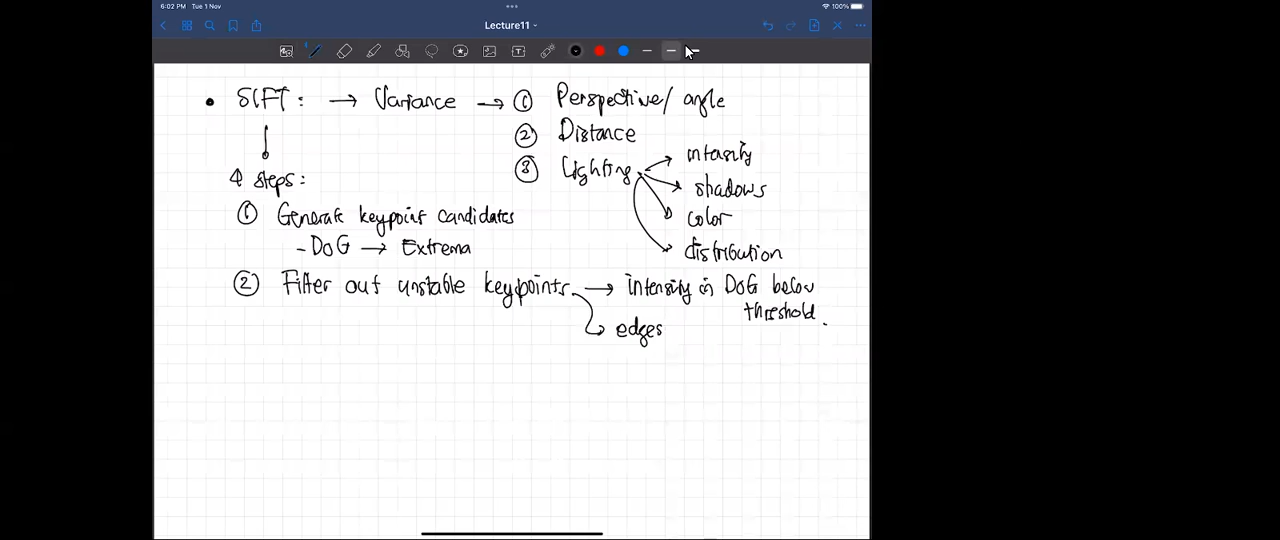 6:02 PM Tue 1 Nov
100%
Lecture11
• SIFT: → Variance → ① Perspective/ angle
② Distance
③ Lighting
intensity
shadows
color
distribution
4 steps:
① Generate keypoint candidates
- DoG → Extrema
② Filter out unstable keypoints → intensity in DoG below
threshold.
edges